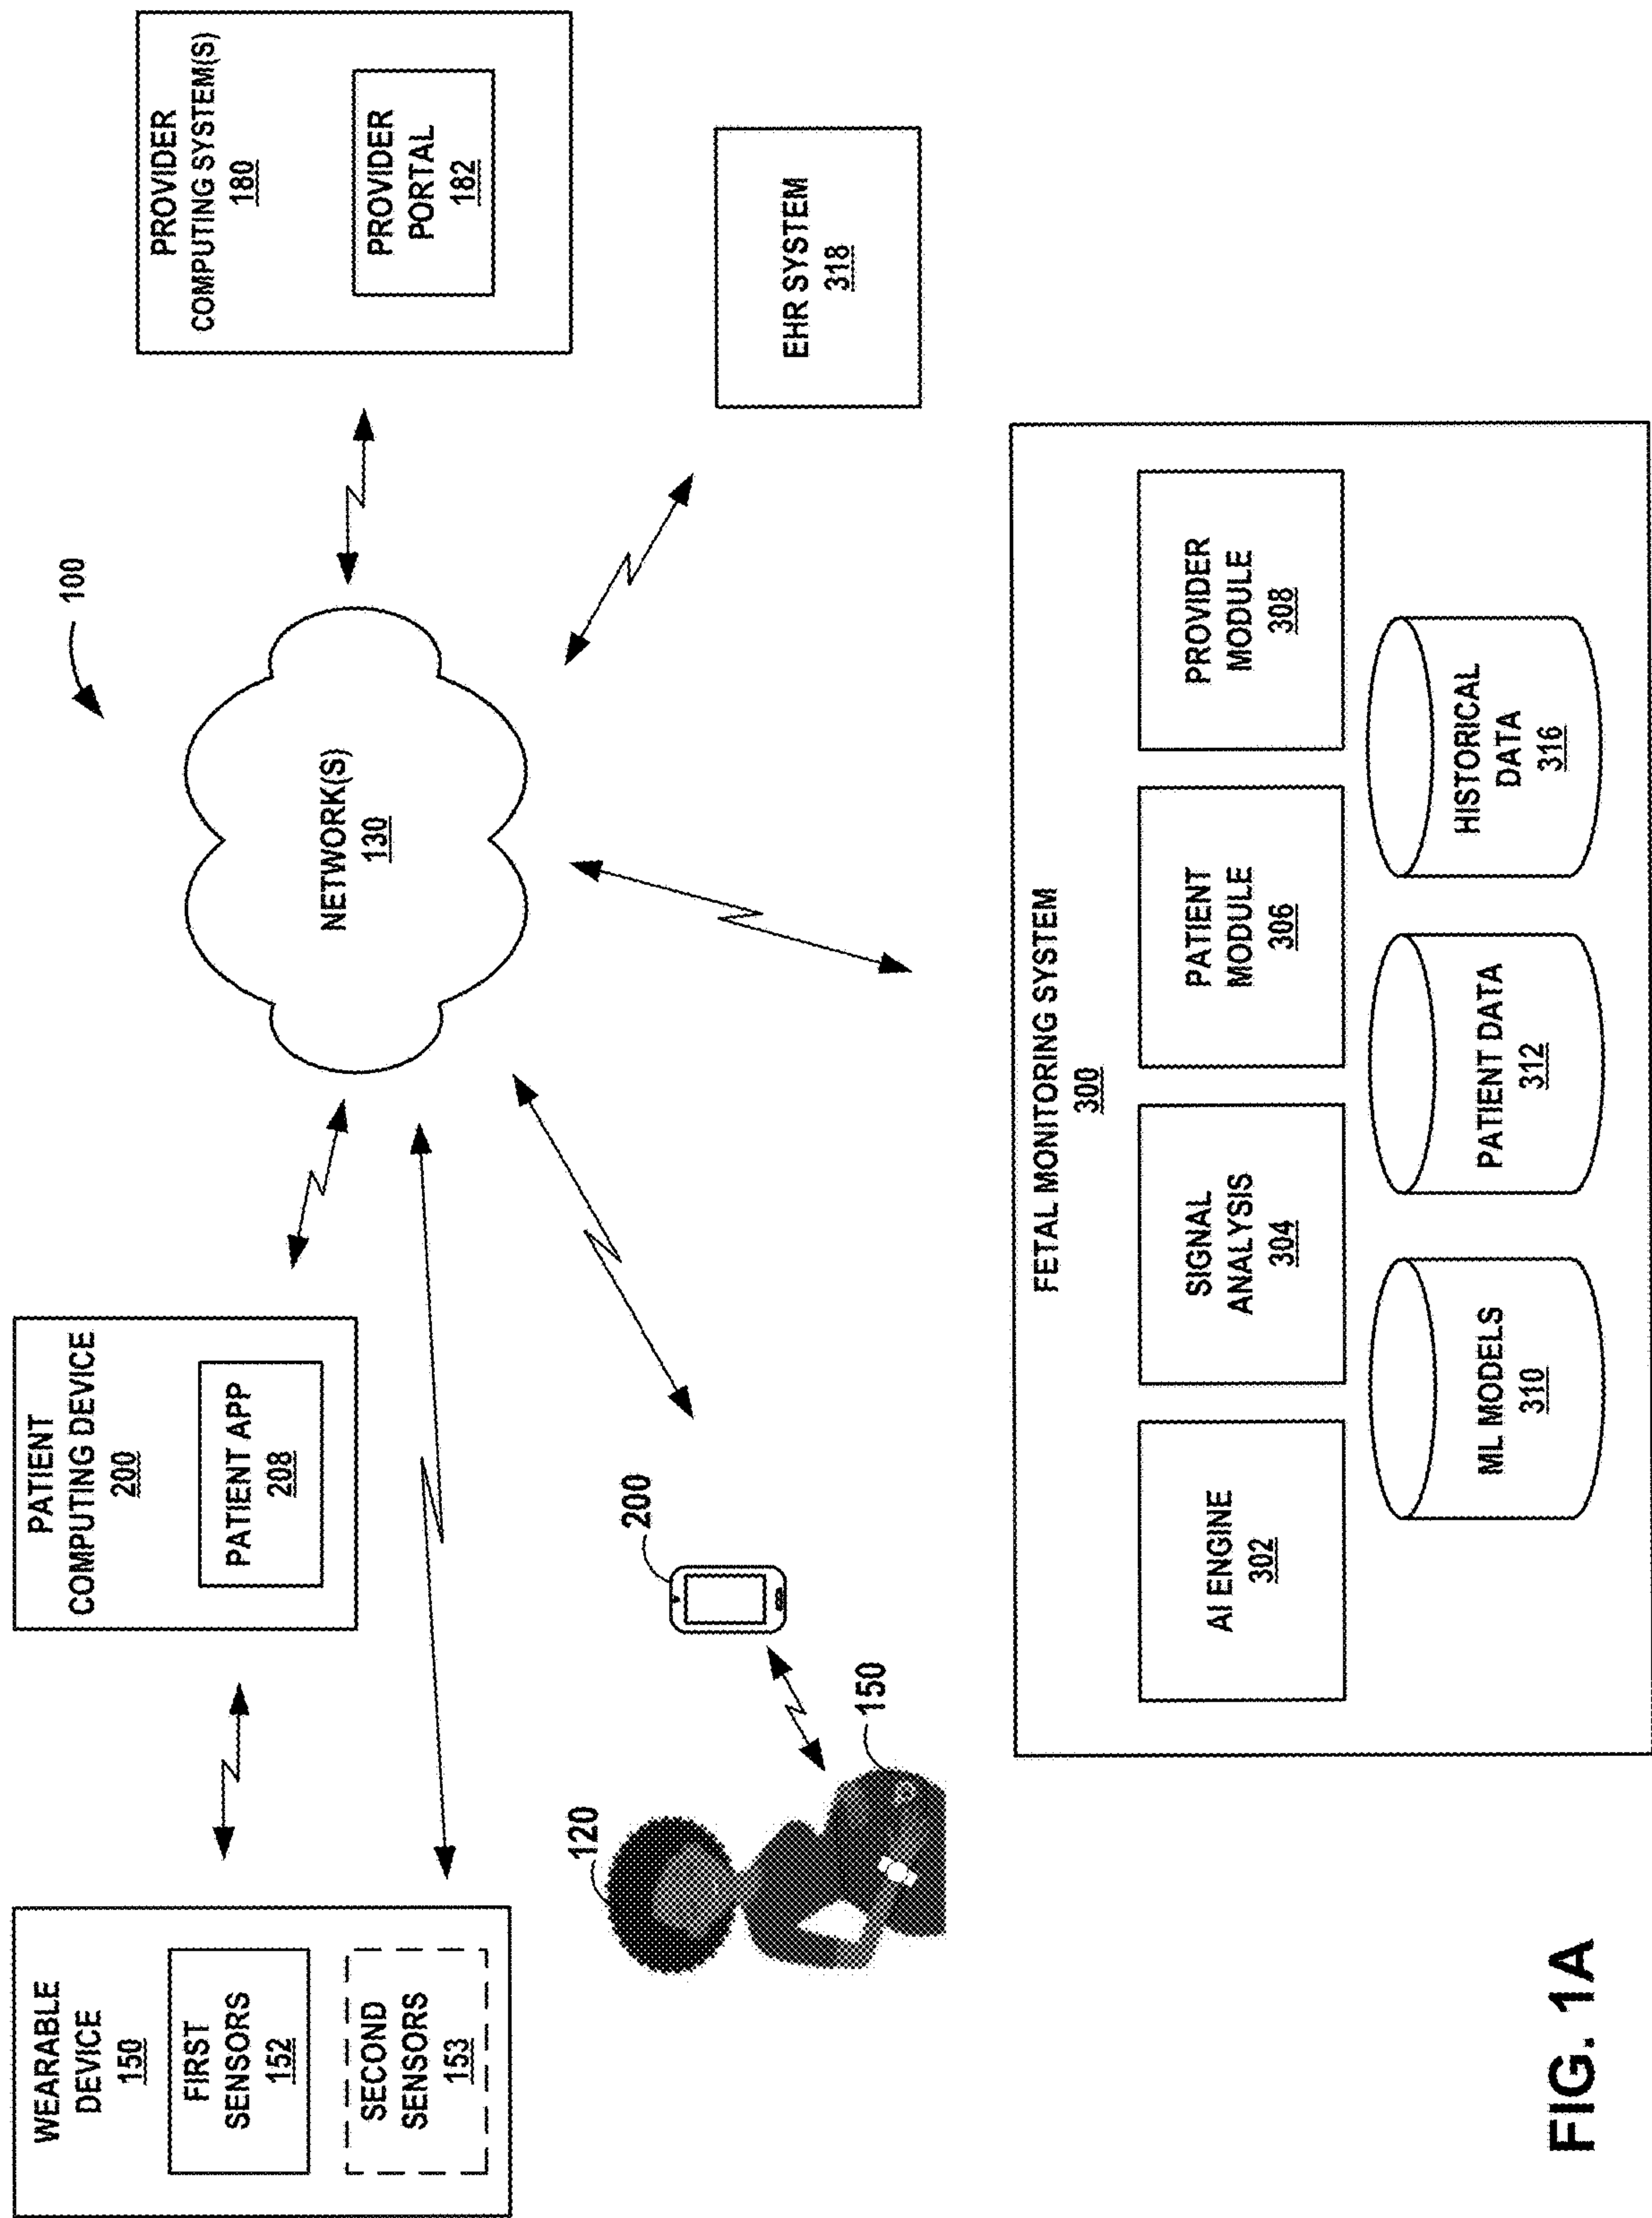 100
WEARABLE
DEVICE
150
FIRST
SENSORS
152
SECOND
SENSORS
153
PATIENT
COMPUTING DEVICE
200
PATIENT APP
208
NETWORK(S)
130
PROVIDER
COMPUTING SYSTEM(S)
180
PROVIDER
PORTAL
182
EHR SYSTEM
318
120
200
150
FETAL MONITORING SYSTEM
300
AI ENGINE
302
SIGNAL
ANALYSIS
304
PATIENT
MODULE
306
PROVIDER
MODULE
308
ML MODELS
310
PATIENT DATA
312
HISTORICAL
DATA
316
FIG. 1A